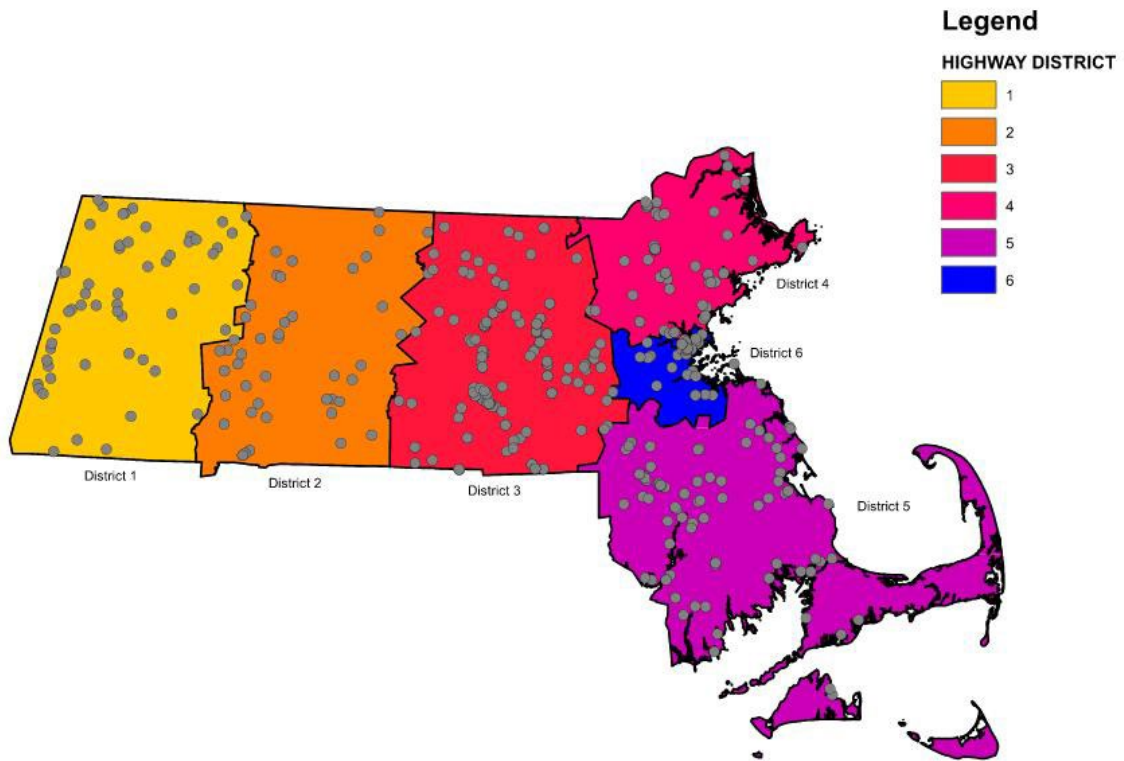 Legend
HIGHWAY DISTRICT
1
2
3
4
5
6
District 4
District 6
District 1
District 2
District 3
District 5